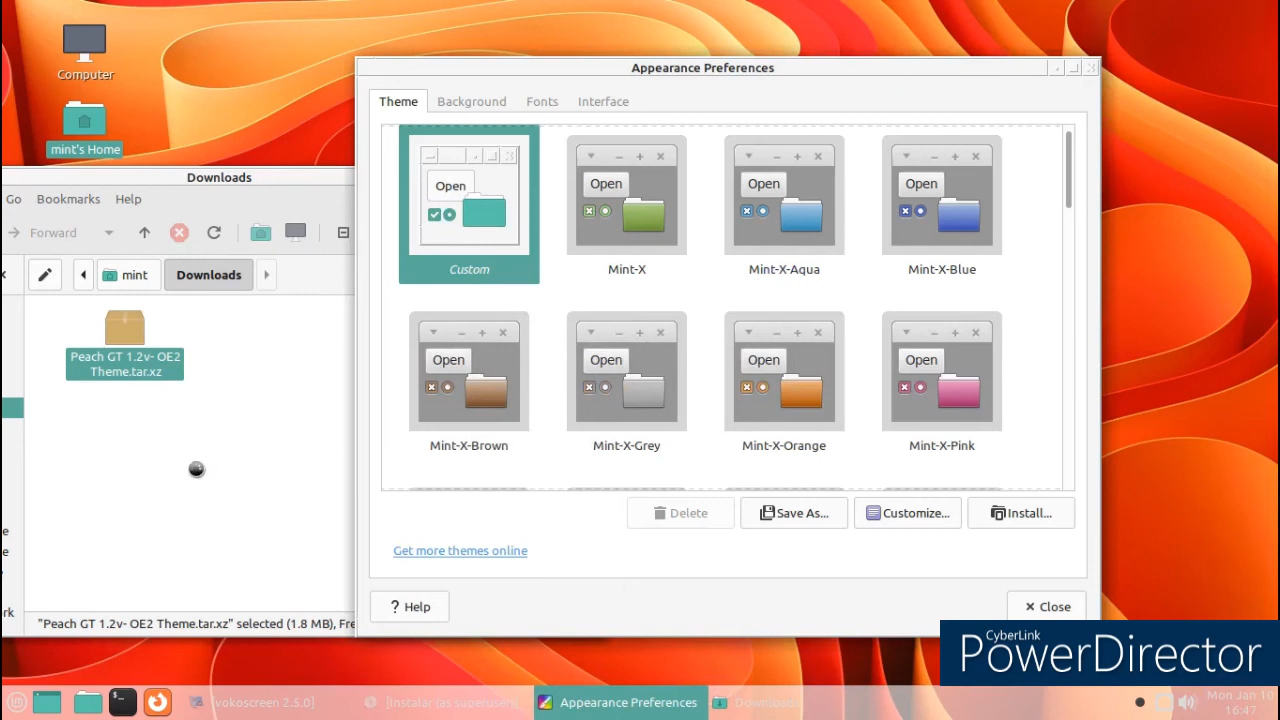 Computer
mint's Home
Downloads
Go Bookmarks Help
Forward
mint Downloads
Peach GT 1.2v- OE2
Theme.tar.xz
"Peach GT 1.2v- OE2 Theme.tar.xz" selected (1.8 MB), Fre
Appearance Preferences
Theme Background Fonts Interface
Open Open Open Open
Custom Mint-X Mint-X-Aqua Mint-X-Blue
Open Open Open Open
Mint-X-Brown Mint-X-Grey Mint-X-Orange Mint-X-Pink
Delete Save As... Customize... Install...
Get more themes online
? Help Close
CyberLink
PowerDirector
[vokoscreen 2.5.0] [Instalar (as superuser)] Appearance Preferences Downloads
Mon Jan 10
16:47